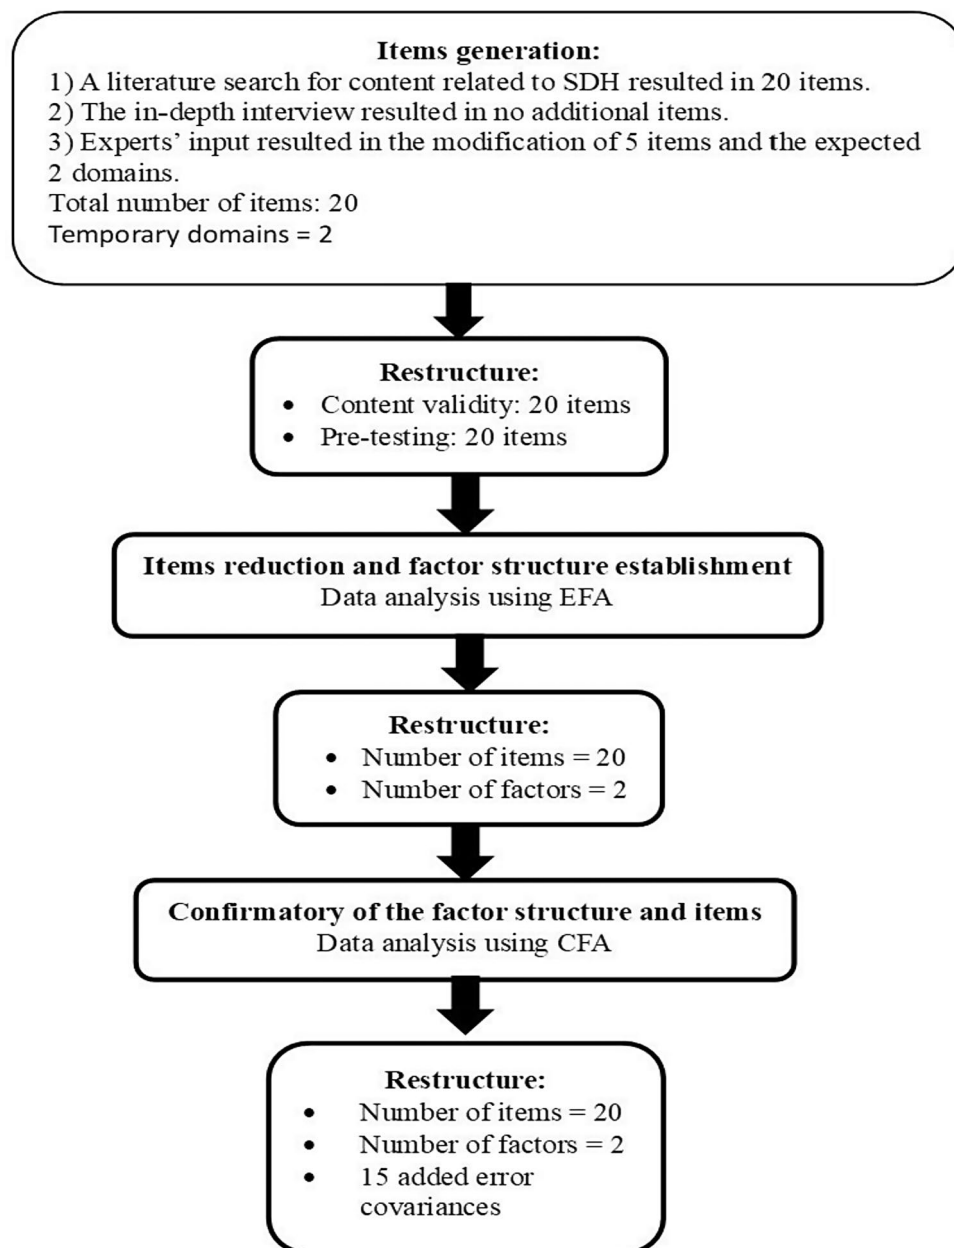 Items generation:
1) A literature search for content related to SDH resulted in 20 items.
2) The in-depth interview resulted in no additional items.
3) Experts’ input resulted in the modification of 5 items and the expected
2 domains.
Total number of items: 20
Temporary domains = 2
Restructure:
• Content validity: 20 items
• Pre-testing: 20 items
Items reduction and factor structure establishment
Data analysis using EFA
Restructure:
• Number of items = 20
• Number of factors = 2
Confirmatory of the factor structure and items
Data analysis using CFA
Restructure:
• Number of items = 20
• Number of factors = 2
• 15 added error
covariances